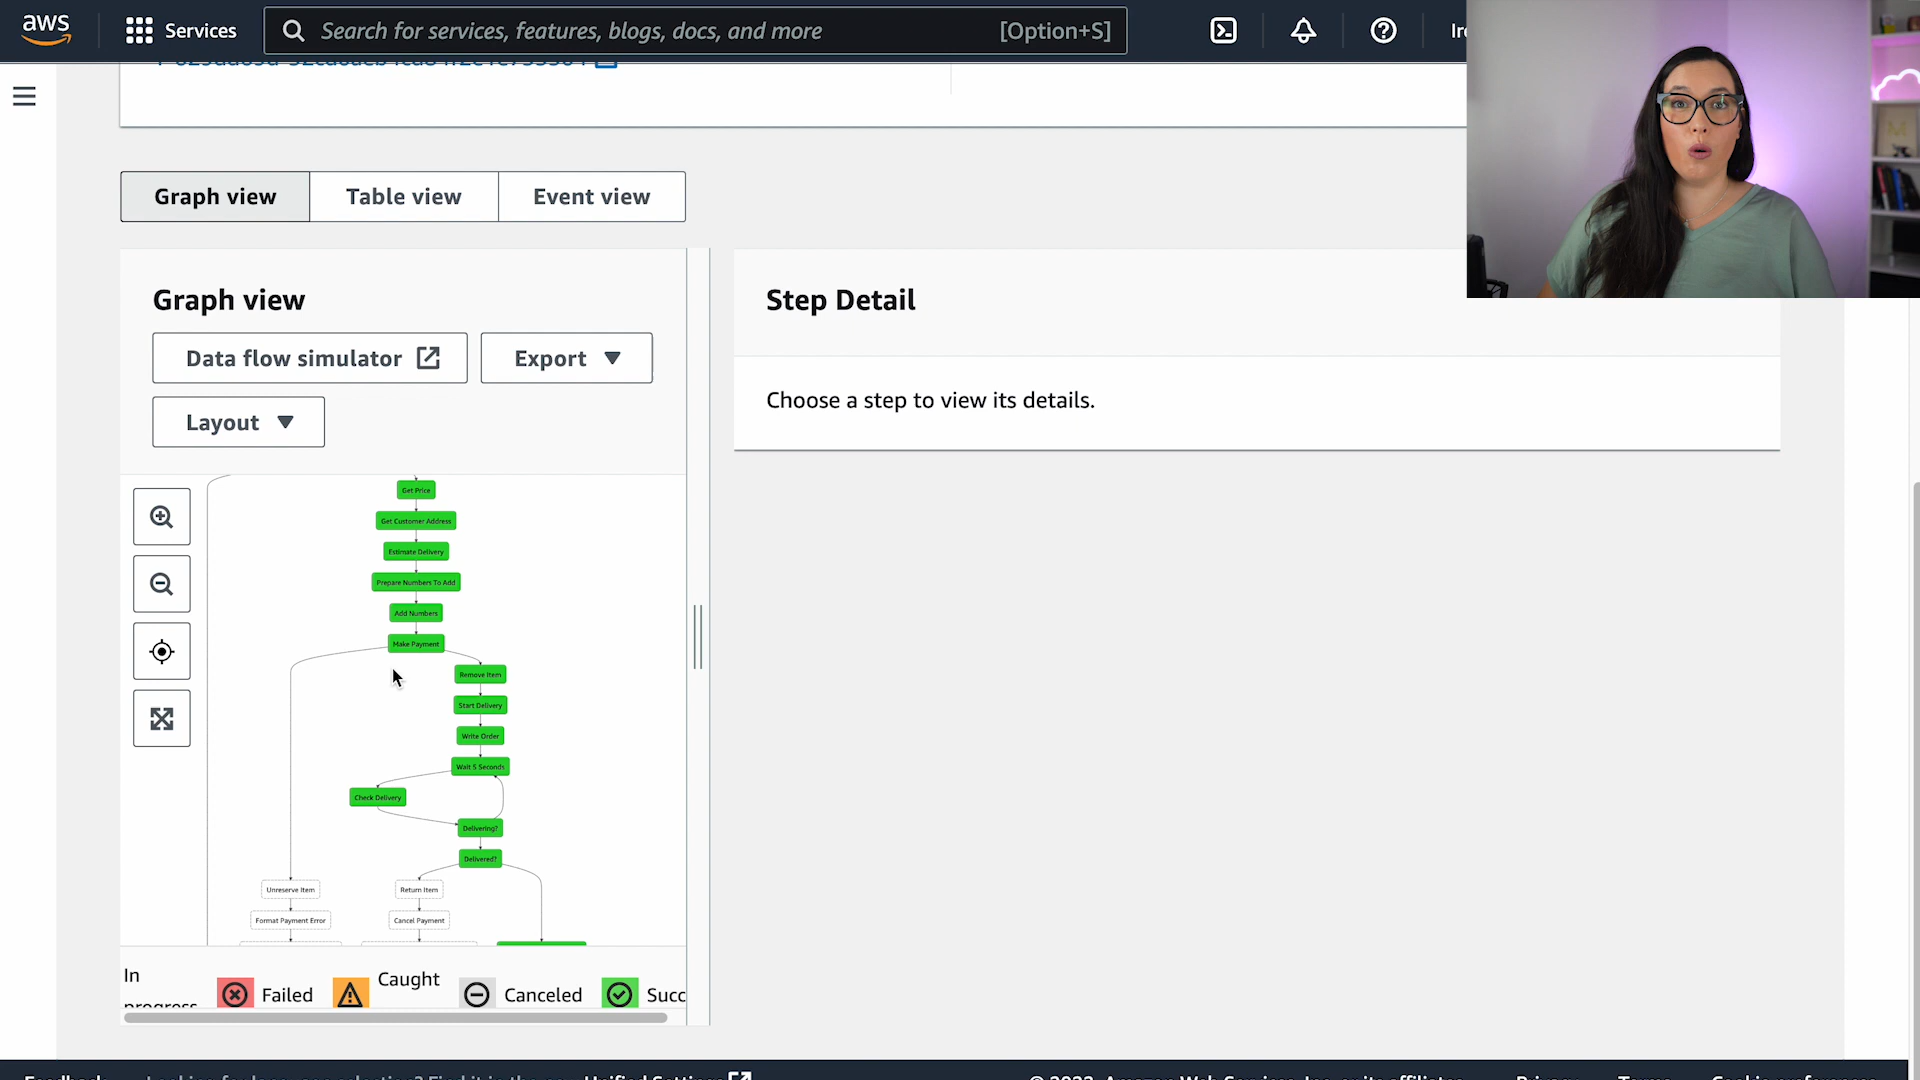 aws
Services
Search for services, features, blogs, docs, and more
[Option+S]
Graph view
Table view
Event view
Graph view
Data flow simulator
Export
Layout
Step Detail
Choose a step to view its details.
Get Price
Get Customer Address
Estimate Delivery
Prepare Numbers To Add
Add Numbers
Make Payment
Remove Item
Start Delivery
Write Order
Wait 5 Seconds
Check Delivery
Delivering?
Delivered?
Unreserve Item
Return Item
Format Payment Error
Cancel Payment
In
progress
Failed
Caught
Canceled
Succ